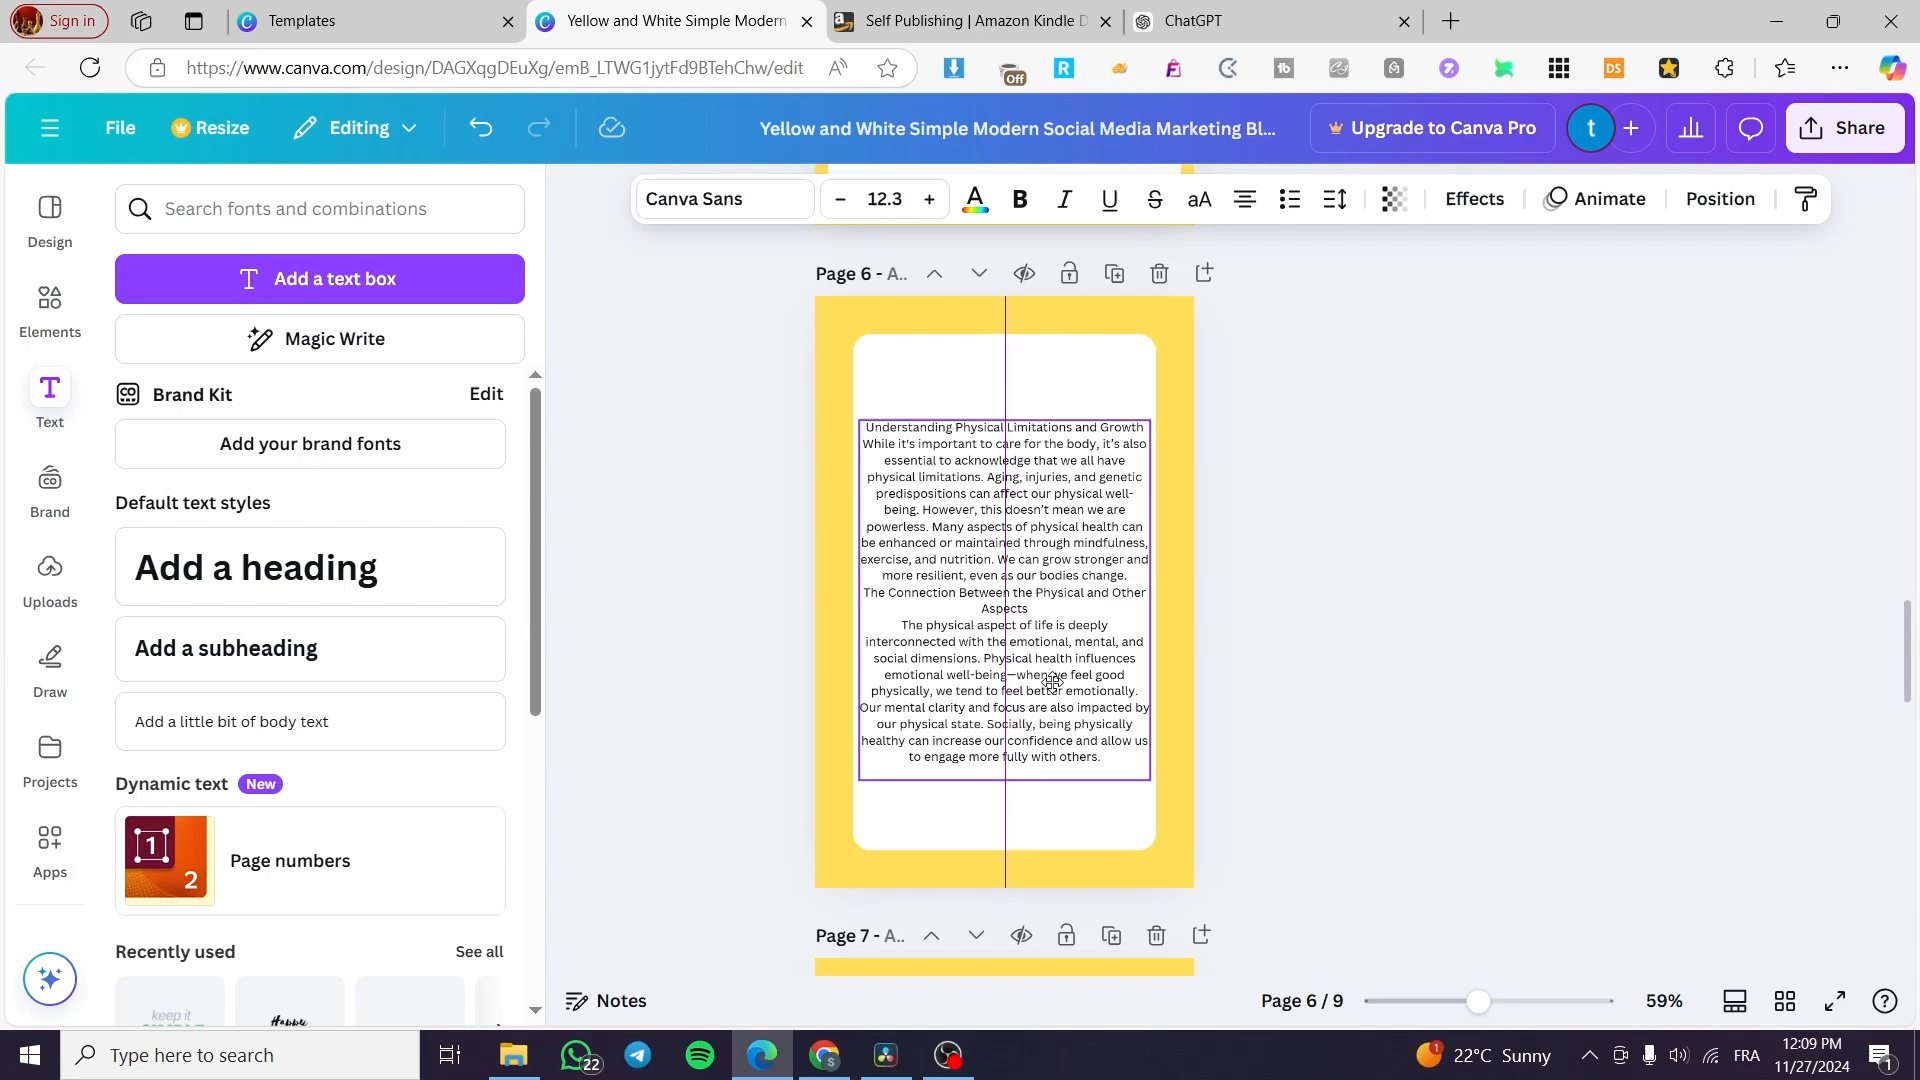 Sign in
Templates
Yellow and White Simple Modern
Self Publishing | Amazon Kindle D
ChatGPT
https://www.canva.com/design/DAGXqgDEuXg/emB_LTWG1jytFd9BTehChw/edit
Off
File
Resize
Editing
Yellow and White Simple Modern Social Media Marketing Bl...
Upgrade to Canva Pro
t
Share
Design
Elements
Text
Brand
Uploads
Draw
Projects
Apps
Search fonts and combinations
Add a text box
Magic Write
Brand Kit
Edit
Add your brand fonts
Default text styles
Add a heading
Add a subheading
Add a little bit of body text
Dynamic text
New
1
2
Page numbers
Recently used
See all
keep it
Happy
Canva Sans
– 12.3 +
A
B
I
U
S
aA
Effects
Animate
Position
Page 6 - A..
Understanding Physical Limitations and Growth
While it's important to care for the body, it's also
essential to acknowledge that we all have
physical limitations. Aging, injuries, and genetic
predispositions can affect our physical well-
being. However, this doesn't mean we are
powerless. Many aspects of physical health can
be enhanced or maintained through mindfulness,
exercise, and nutrition. We can grow stronger and
more resilient, even as our bodies change.
The Connection Between the Physical and Other
Aspects
The physical aspect of life is deeply
interconnected with the emotional, mental, and
social dimensions. Physical health influences
emotional well-being—when we feel good
physically, we tend to feel better emotionally.
Our mental clarity and focus are also impacted by
our physical state. Socially, being physically
healthy can increase our confidence and allow us
to engage more fully with others.
Page 7 - A..
Notes
Page 6 / 9
59%
Type here to search
22
22°C Sunny
FRA
12:09 PM
11/27/2024
1